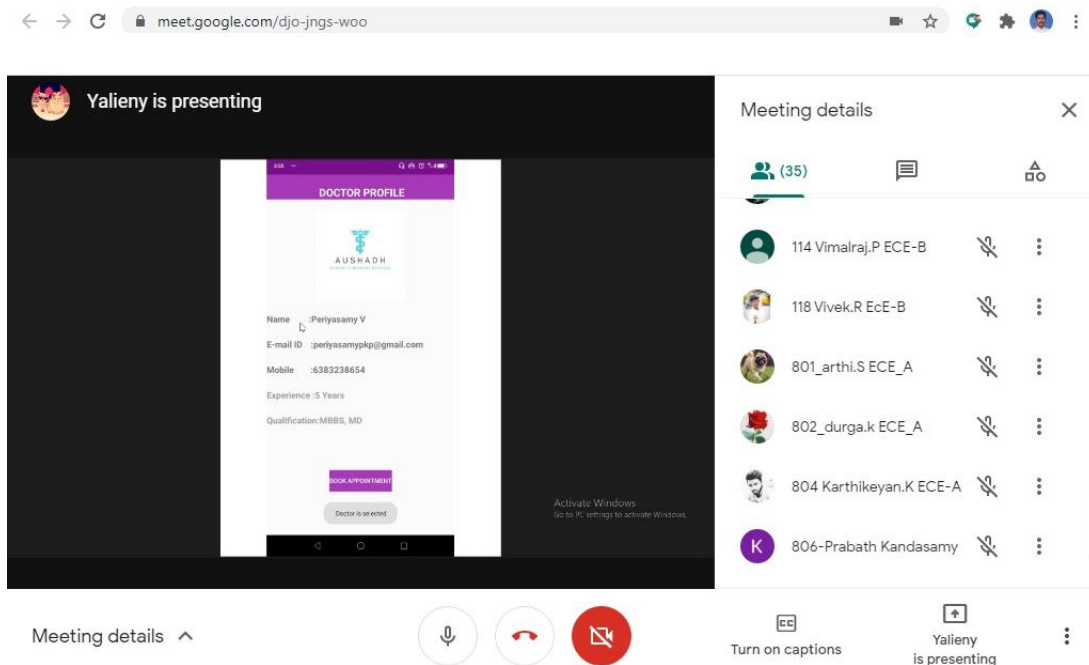 meet.google.com/djo-jngs-woo
Yalieny is presenting
3:55
DOCTOR PROFILE
AUSHADH
Name :Periyasamy V
E-mail ID :periyasamypkp@gmail.com
Mobile :6383238654
Experience :5 Years
Qualification:MBBS, MD
BOOK APPOINTMENT
Doctor is selected
Activate Windows
Go to PC settings to activate Windows.
Meeting details
(35)
114 Vimalraj.P ECE-B
118 Vivek.R EcE-B
801_arthi.S ECE_A
802_durga.k ECE_A
804 Karthikeyan.K ECE-A
K
806-Prabath Kandasamy
Meeting details
CC
Turn on captions
Yalieny
is presenting